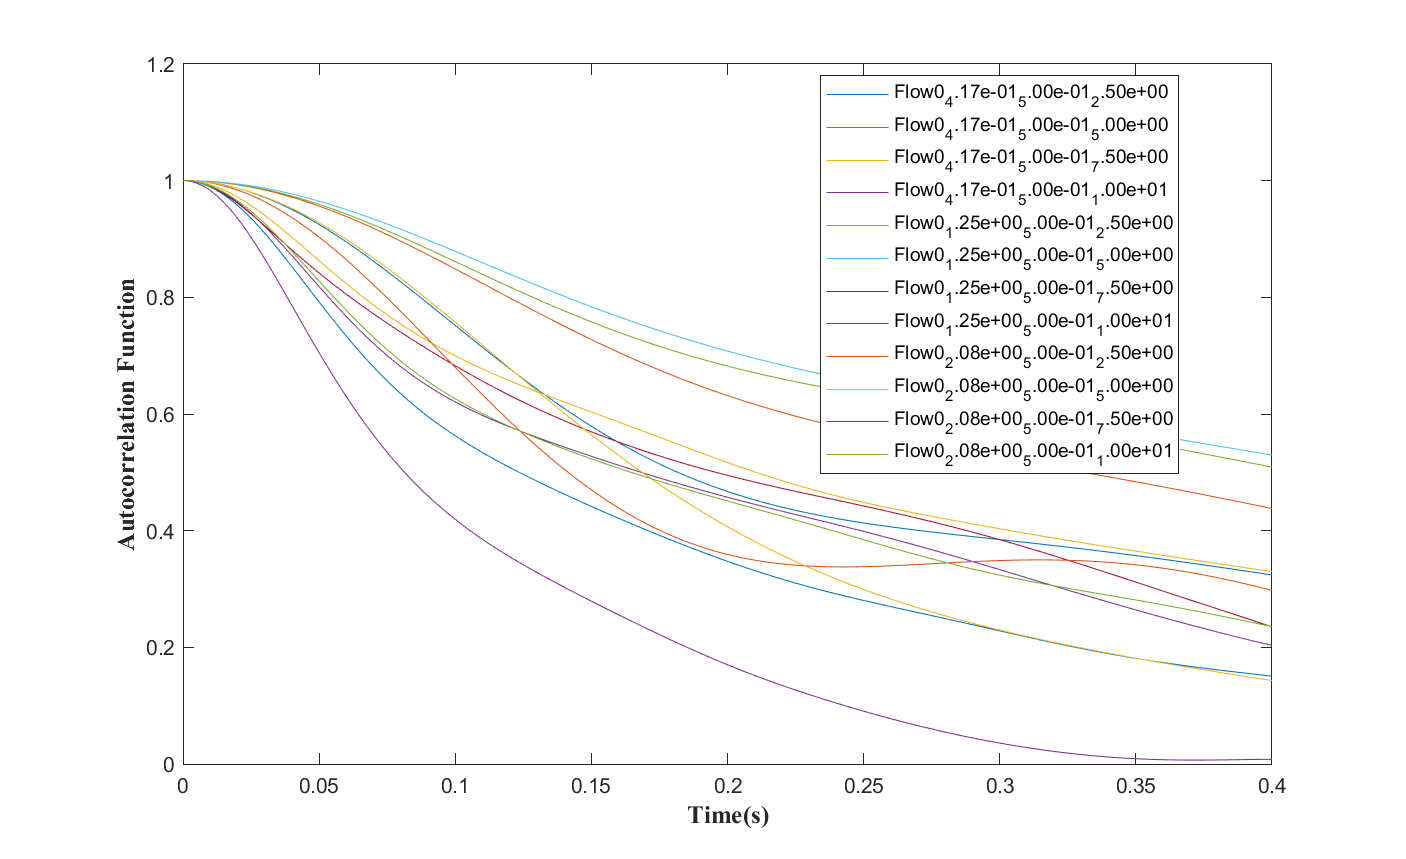 1.2
1
0.8
0.6
0.4
0.2
0
0
0.05
0.1
0.15
0.2
0.25
0.3
0.35
0.4
Autocorrelation Function
Time(s)
Flow0₄.17e-01₅.00e-01₂.50e+00
Flow0₄.17e-01₅.00e-01₅.00e+00
Flow0₄.17e-01₅.00e-01₇.50e+00
Flow0₄.17e-01₅.00e-01₁.00e+01
Flow0₁.25e+00₅.00e-01₂.50e+00
Flow0₁.25e+00₅.00e-01₅.00e+00
Flow0₁.25e+00₅.00e-01₇.50e+00
Flow0₁.25e+00₅.00e-01₁.00e+01
Flow0₂.08e+00₅.00e-01₂.50e+00
Flow0₂.08e+00₅.00e-01₅.00e+00
Flow0₂.08e+00₅.00e-01₇.50e+00
Flow0₂.08e+00₅.00e-01₁.00e+01